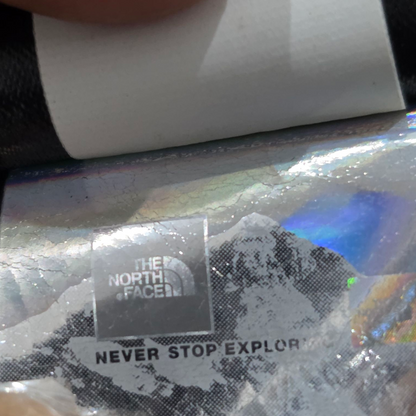 THE
NORTH
FACE
NEVER STOP EXPLOR